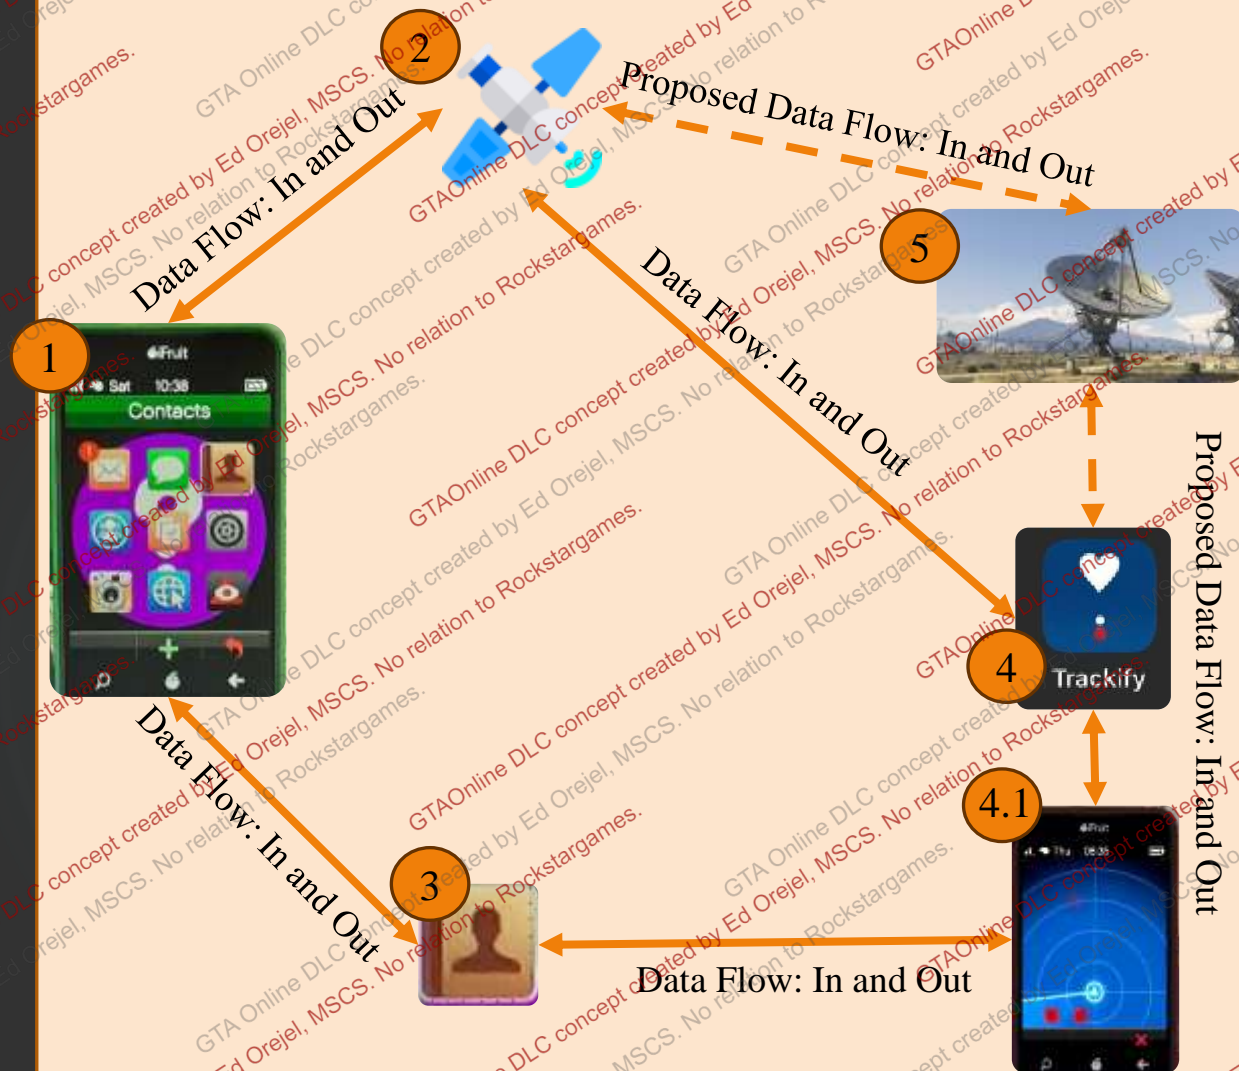 2
Proposed Data Flow: In and Out
Data Flow: In and Out
5
Data Flow: In and Out
1
iFruit
Sat 10:38
Contacts
4
Trackify
Proposed Data Flow: In and Out
Data Flow: In and Out
4.1
iFruit
Thu
3
Data Flow: In and Out
GTAOnline DLC concept created by Ed Orejel, MSCS. No relation to Rockstargames.
GTA Online DLC concept created by Ed Orejel, MSCS. No relation to Rockstargames.